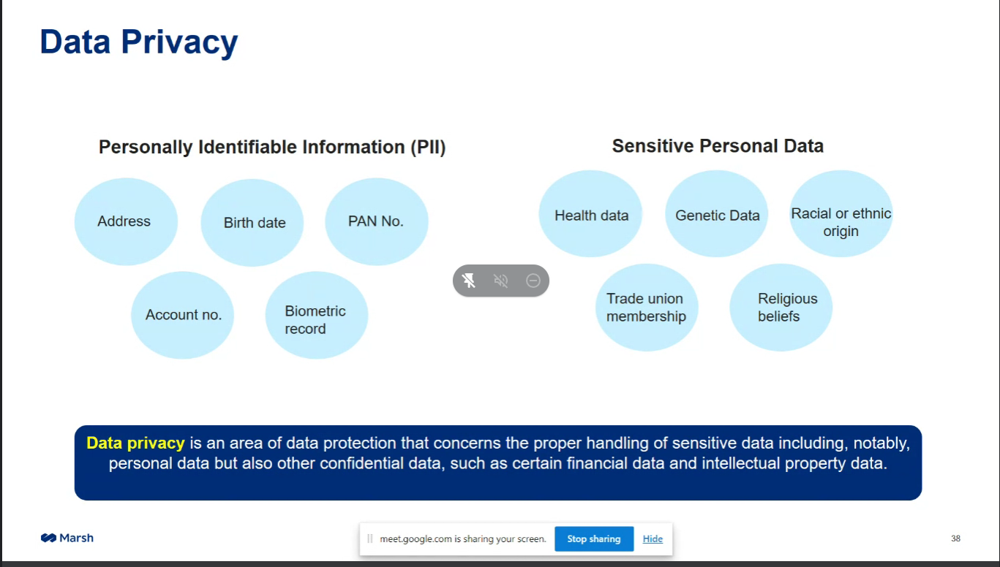 Data Privacy
Personally Identifiable Information (PII)
Address
Birth date
PAN No.
Account no.
Biometric
record
Sensitive Personal Data
Health data
Genetic Data
Racial or ethnic
origin
Trade union
membership
Religious
beliefs
Data privacy is an area of data protection that concerns the proper handling of sensitive data including, notably,
personal data but also other confidential data, such as certain financial data and intellectual property data.
Marsh
meet.google.com is sharing your screen.
Stop sharing
Hide
38